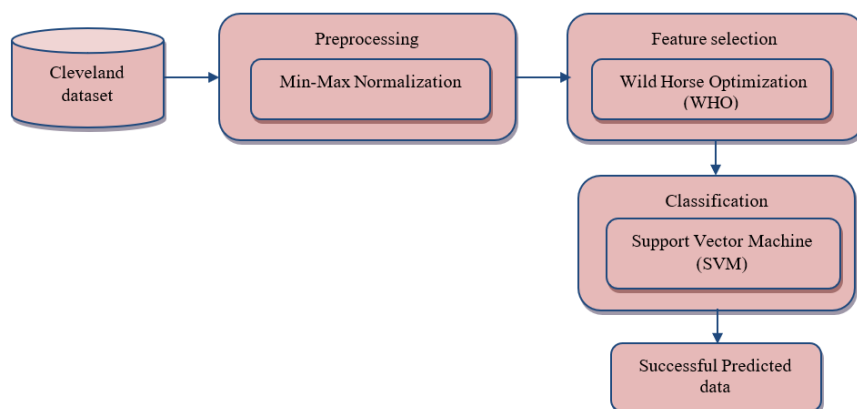 Cleveland
dataset
Preprocessing
Min-Max Normalization
Feature selection
Wild Horse Optimization
(WHO)
Classification
Support Vector Machine
(SVM)
Successful Predicted
data